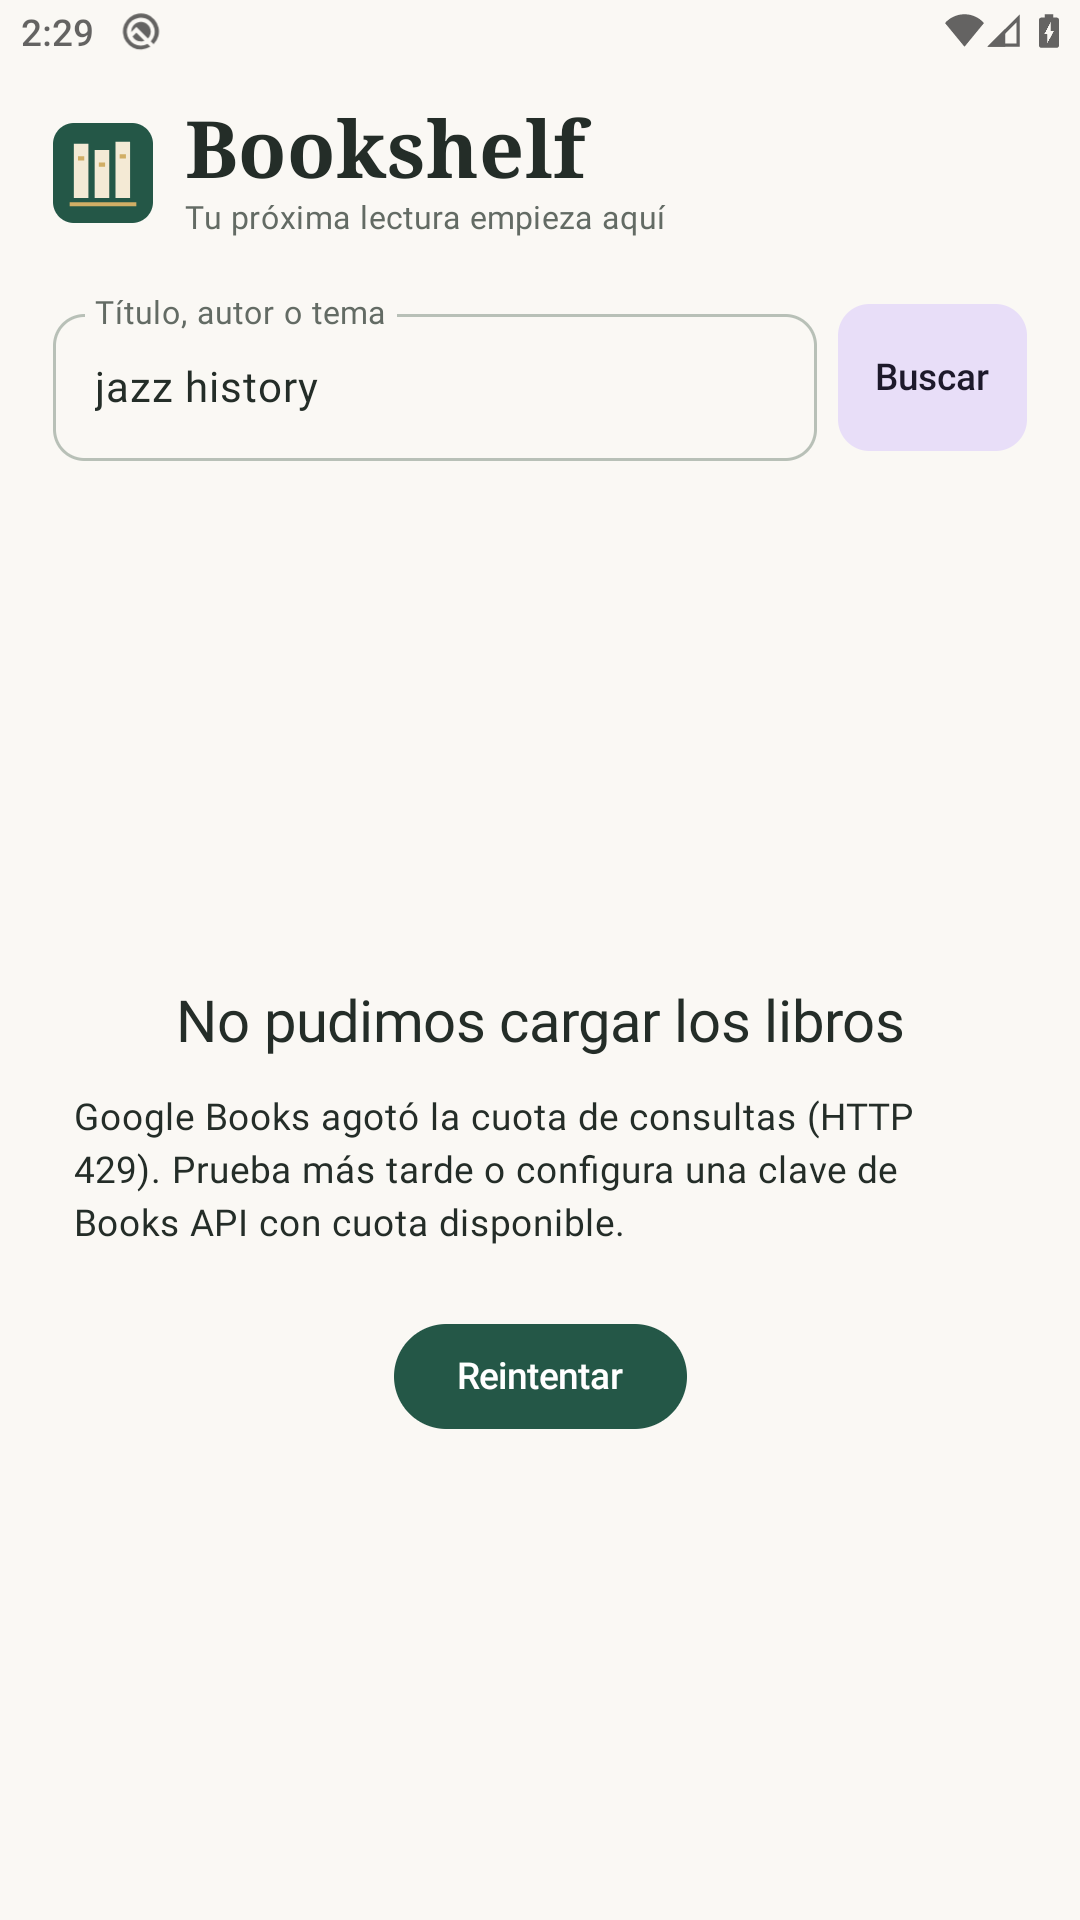 2:29
Bookshelf
Tu próxima lectura empieza aquí
Título, autor o tema
jazz history
Buscar
No pudimos cargar los libros
Google Books agotó la cuota de consultas (HTTP
429). Prueba más tarde o configura una clave de
Books API con cuota disponible.
Reintentar